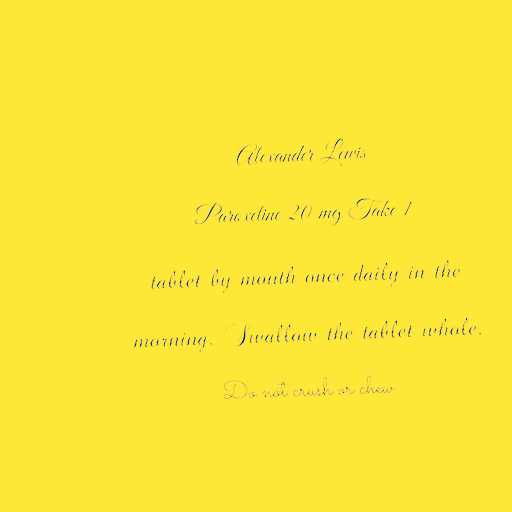 Alexander Lewis
Paroxetine 20 mg Take 1
tablet by mouth once daily in the
morning. Swallow the tablet whole.
Do not crush or chew.